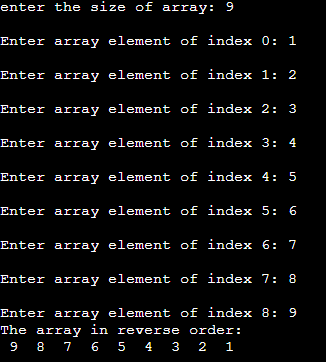 enter the size of array: 9
Enter array element of index 0: 1
Enter array element of index 1: 2
Enter array element of index 2: 3
Enter array element of index 3: 4
Enter array element of index 4: 5
Enter array element of index 5: 6
Enter array element of index 6: 7
Enter array element of index 7: 8
Enter array element of index 8: 9
The array in reverse order:
9 8 7 6 5 4 3 2 1